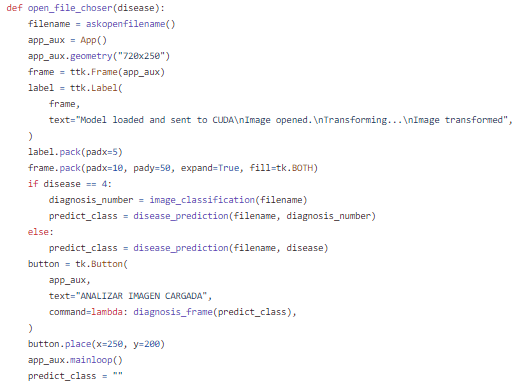 def open_file_choser(disease):
    filename = askopenfilename()
    app_aux = App()
    app_aux.geometry("720x250")
    frame = ttk.Frame(app_aux)
    label = ttk.Label(
        frame,
        text="Model loaded and sent to CUDA\nImage opened.\nTransforming...\nImage transformed",
    )
    label.pack(padx=5)
    frame.pack(padx=10, pady=50, expand=True, fill=tk.BOTH)
    if disease == 4:
        diagnosis_number = image_classification(filename)
        predict_class = disease_prediction(filename, diagnosis_number)
    else:
        predict_class = disease_prediction(filename, disease)
    button = tk.Button(
        app_aux,
        text="ANALIZAR IMAGEN CARGADA",
        command=lambda: diagnosis_frame(predict_class),
    )
    button.place(x=250, y=200)
    app_aux.mainloop()
    predict_class = ""